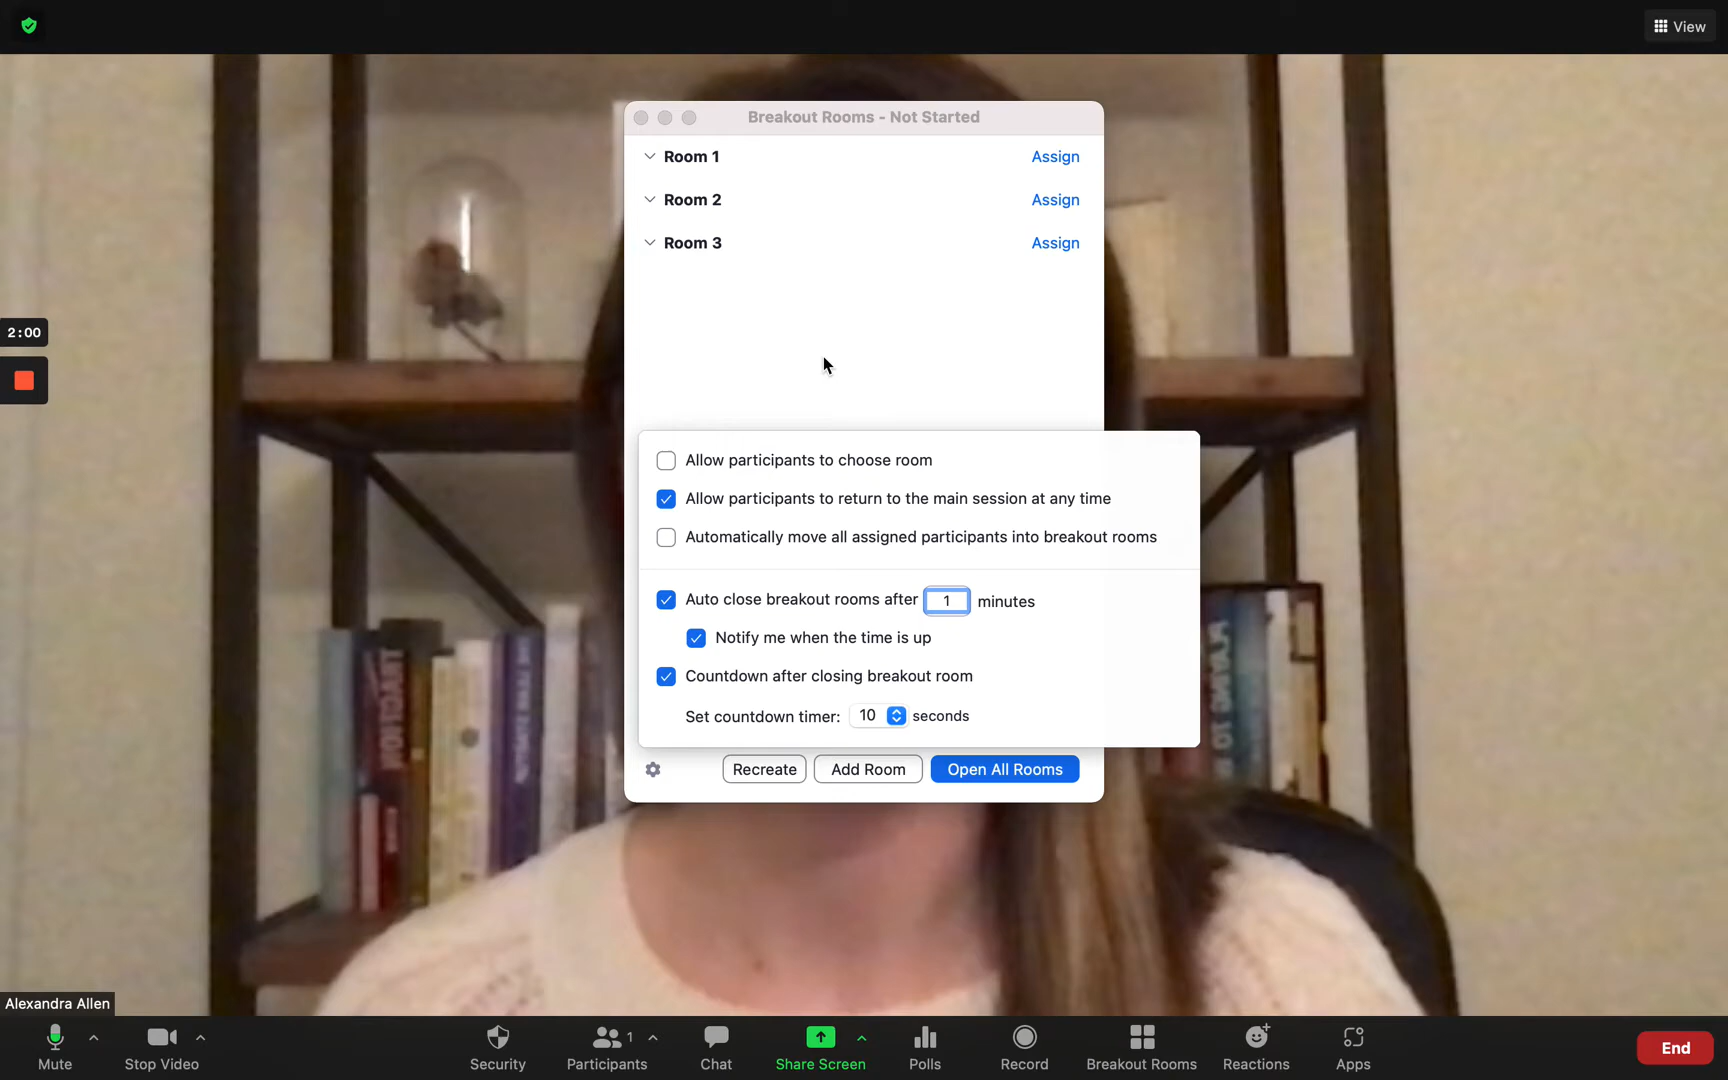 View
Breakout Rooms - Not Started
Room 1 Assign
Room 2 Assign
Room 3 Assign
2:00
Allow participants to choose room
Allow participants to return to the main session at any time
Automatically move all assigned participants into breakout rooms
Auto close breakout rooms after 1 minutes
Notify me when the time is up
Countdown after closing breakout room
Set countdown timer: 10 seconds
Recreate Add Room Open All Rooms
Alexandra Allen
1
Mute Stop Video Security Participants Chat Share Screen Polls Record Breakout Rooms Reactions Apps End